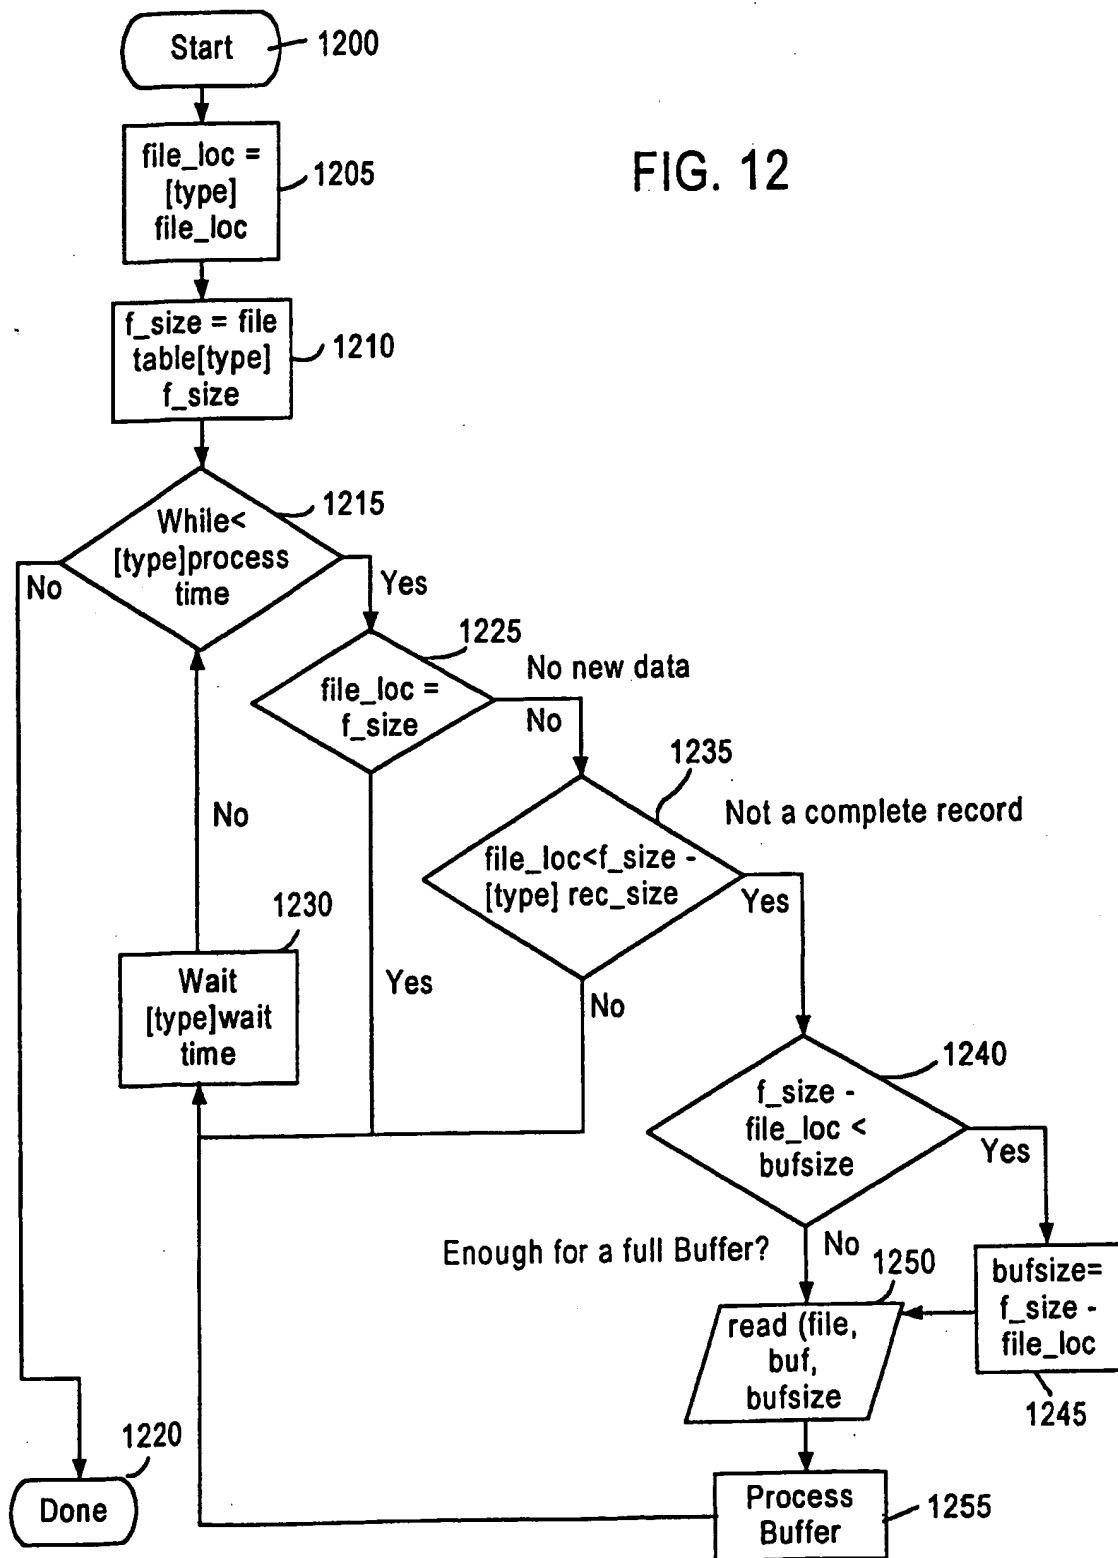 Start
1200
file_loc =
[type]
file_loc
1205
FIG. 12
f_size = file
table[type]
f_size
1210
While<
[type]process
time
1215
No
Yes
file_loc =
f_size
1225
No new data
No
Yes
file_loc<f_size -
[type] rec_size
1235
Not a complete record
Yes
No
No
Wait
[type]wait
time
1230
f_size -
file_loc <
bufsize
1240
Yes
No
Enough for a full Buffer?
bufsize=
f_size -
file_loc
1245
read (file,
buf,
bufsize
1250
Process
Buffer
1255
Done
1220